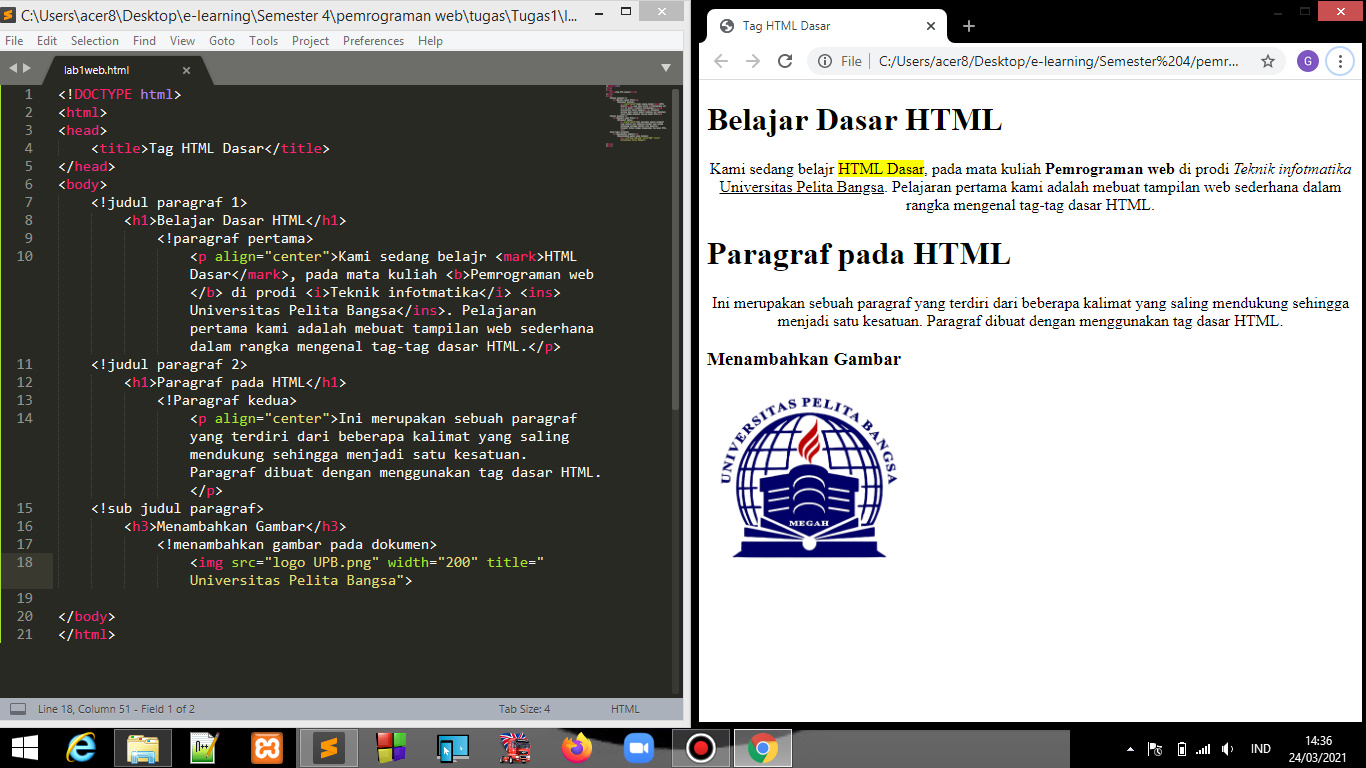 C:\Users\acer8\Desktop\e-learning\Semester 4\pemrograman web\tugas\Tugas1\l...
File Edit Selection Find View Goto Tools Project Preferences Help
lab1web.html
1 <!DOCTYPE html>
2 <html>
3 <head>
4 <title>Tag HTML Dasar</title>
5 </head>
6 <body>
7 <!judul paragraf 1>
8 <h1>Belajar Dasar HTML</h1>
9 <!paragraf pertama>
10 <p align="center">Kami sedang belajr <mark>HTML
Dasar</mark>, pada mata kuliah <b>Pemrograman web
</b> di prodi <i>Teknik infotmatika</i> <ins>
Universitas Pelita Bangsa</ins>. Pelajaran
pertama kami adalah mebuat tampilan web sederhana
dalam rangka mengenal tag-tag dasar HTML.</p>
11 <!judul paragraf 2>
12 <h1>Paragraf pada HTML</h1>
13 <!Paragraf kedua>
14 <p align="center">Ini merupakan sebuah paragraf
yang terdiri dari beberapa kalimat yang saling
mendukung sehingga menjadi satu kesatuan.
Paragraf dibuat dengan menggunakan tag dasar HTML.
</p>
15 <!sub judul paragraf>
16 <h3>Menambahkan Gambar</h3>
17 <!menambahkan gambar pada dokumen>
18 <img src="logo UPB.png" width="200" title="
Universitas Pelita Bangsa">
19
20 </body>
21 </html>
Line 18, Column 51 - Field 1 of 2 Tab Size: 4 HTML
Tag HTML Dasar
File C:/Users/acer8/Desktop/e-learning/Semester%204/pemr... G
Belajar Dasar HTML
Kami sedang belajr HTML Dasar, pada mata kuliah Pemrograman web di prodi Teknik infotmatika
Universitas Pelita Bangsa. Pelajaran pertama kami adalah mebuat tampilan web sederhana dalam
rangka mengenal tag-tag dasar HTML.
Paragraf pada HTML
Ini merupakan sebuah paragraf yang terdiri dari beberapa kalimat yang saling mendukung sehingga
menjadi satu kesatuan. Paragraf dibuat dengan menggunakan tag dasar HTML.
Menambahkan Gambar
UNIVERSITAS PELITA BANGSA
MEGAH
IND
14:36
24/03/2021